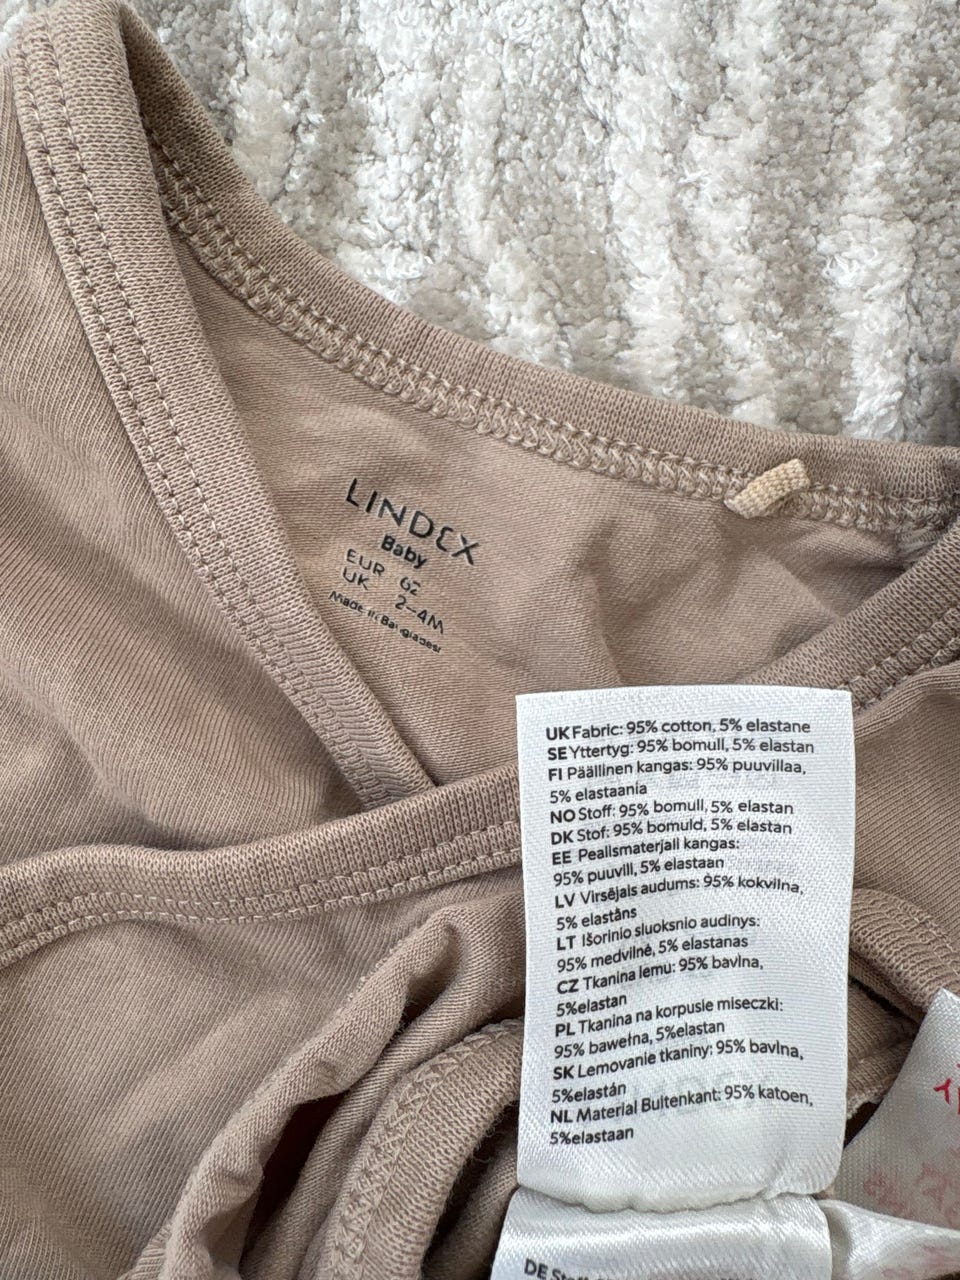 LINDEX
Baby
EUR 62
UK 2-4M
Made in Bangladesh
UK Fabric: 95% cotton, 5% elastane
SE Yttertyg: 95% bomull, 5% elastan
FI Päällinen kangas: 95% puuvillaa,
5% elastaania
NO Stoff: 95% bomull, 5% elastan
DK Stof: 95% bomuld, 5% elastan
EE Pealismaterjali kangas:
95% puuvill, 5% elastaan
LV Virsējais audums: 95% kokvilna,
5% elastāns
LT Išorinio sluoksnio audinys:
95% medvilnė, 5% elastanas
CZ Tkanina lemu: 95% bavlna,
5%elastan
PL Tkanina na korpusie miseczki:
95% bawełna, 5%elastan
SK Lemovanie tkaniny: 95% bavlna,
5%elastán
NL Material Buitenkant: 95% katoen,
5%elastaan
DE